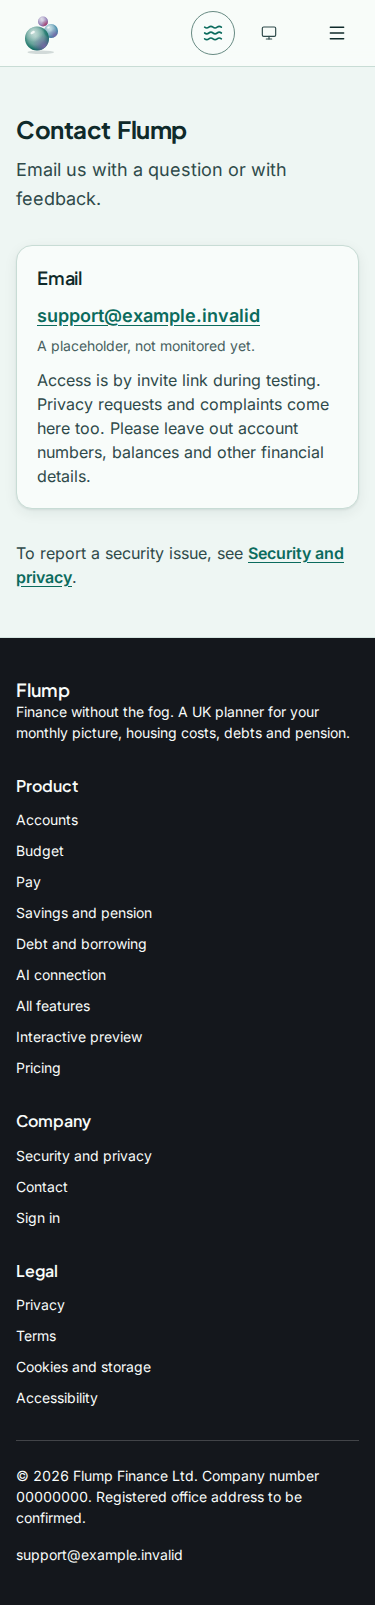 Contact Flump
Email us with a question or with
feedback.
Email
support@example.invalid
A placeholder, not monitored yet.
Access is by invite link during testing.
Privacy requests and complaints come
here too. Please leave out account
numbers, balances and other financial
details.
To report a security issue, see Security and
privacy.
Flump
Finance without the fog. A UK planner for your
monthly picture, housing costs, debts and pension.
Product
Accounts
Budget
Pay
Savings and pension
Debt and borrowing
AI connection
All features
Interactive preview
Pricing
Company
Security and privacy
Contact
Sign in
Legal
Privacy
Terms
Cookies and storage
Accessibility
© 2026 Flump Finance Ltd. Company number
00000000. Registered office address to be
confirmed.
support@example.invalid